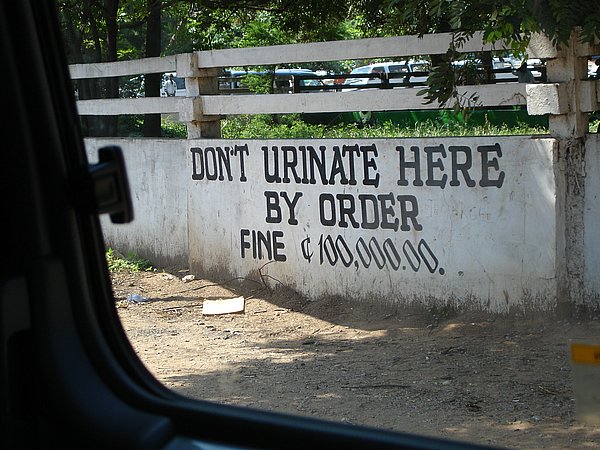 DON'T URINATE HERE
BY ORDER
FINE ¢100,000.00.